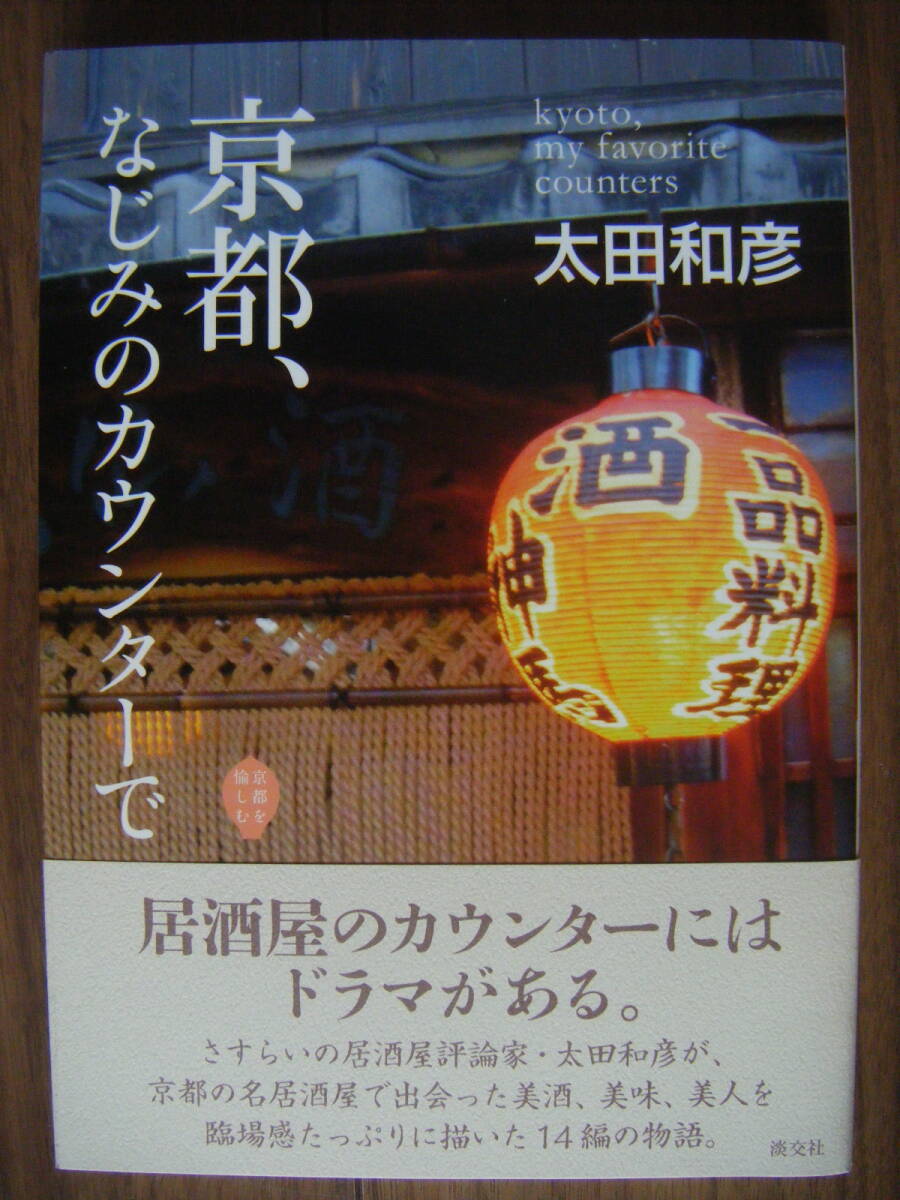 京都、
なじみのカウンターで
kyoto,
my favorite
counters
太田和彦
酒
一品料理
酒
神馬
京都を
愉しむ
居酒屋のカウンターには
ドラマがある。
さすらいの居酒屋評論家・太田和彦が、
京都の名居酒屋で出会った美酒、美味、美人を
臨場感たっぷりに描いた14編の物語。
淡交社